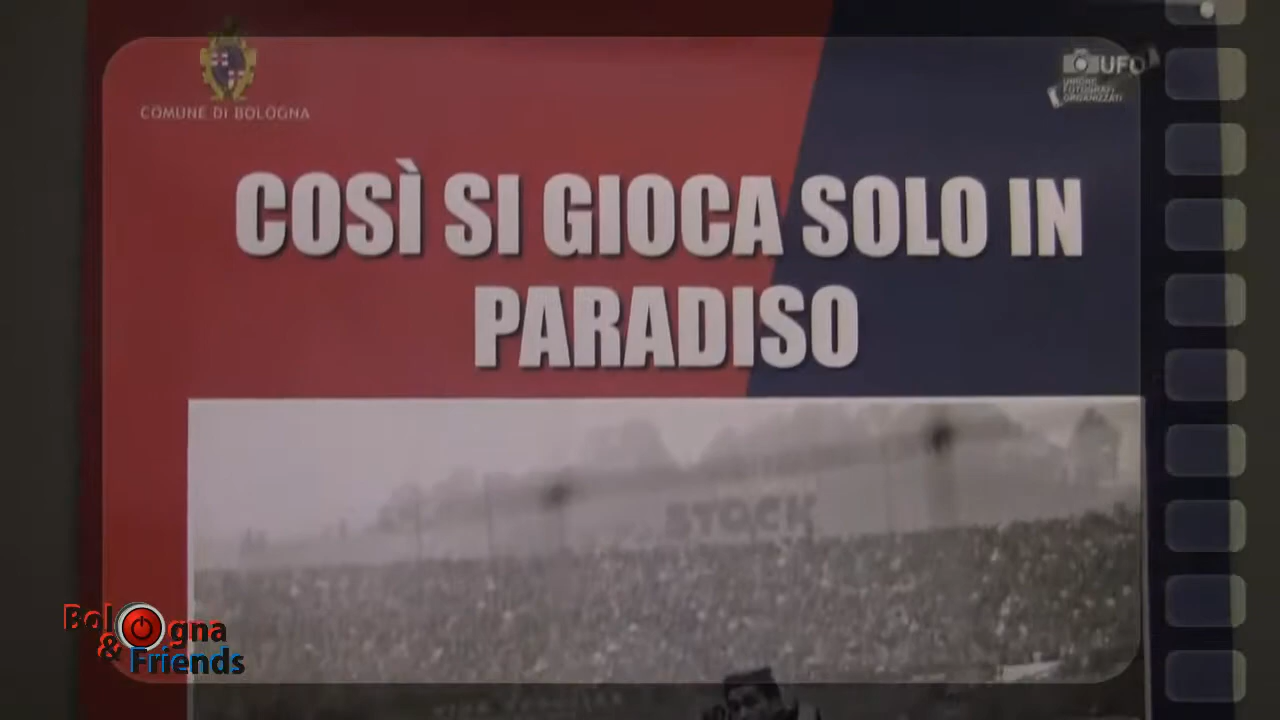 COMUNE DI BOLOGNA
UFO
UNIONE
FOTOGRAFI
ORGANIZZATI
COSÌ SI GIOCA SOLO IN
PARADISO
STOCK
Bologna
& Friends